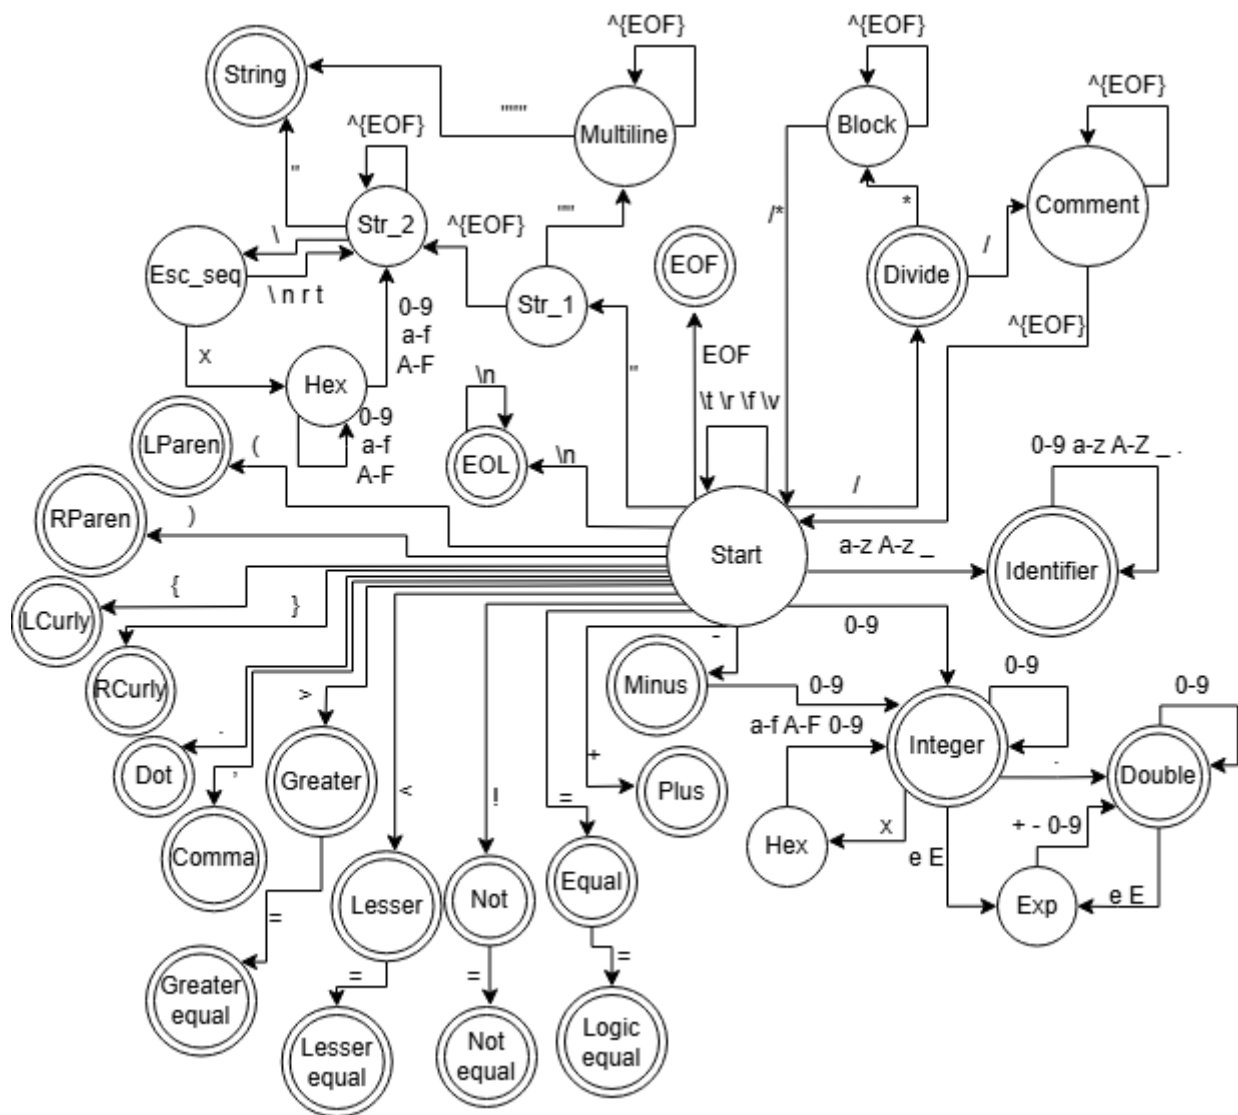 ^{EOF}
^{EOF}
String
""""
^{EOF}
Multiline
Block
^{EOF}
"
Str_2
^{EOF}
""
/*
*
Comment
/
\
Esc_seq
\ n r t
Str_1
EOF
Divide
^{EOF}
x
0-9
a-f
A-F
"
EOF
Hex
\n
\t \r \f \v
0-9
a-f
A-F
LParen
(
EOL
\n
/
0-9 a-z A-Z _ .
RParen
)
Start
a-z A-z _
Identifier
{
LCurly
}
-
0-9
RCurly
>
Minus
0-9
0-9
0-9
.
a-f A-F 0-9
Integer
.
Dot
,
Greater
<
!
=
+
Plus
Double
Hex
x
+ - 0-9
Comma
e E
Lesser
Not
Equal
Exp
e E
=
=
=
=
Greater
equal
Lesser
equal
Not
equal
Logic
equal